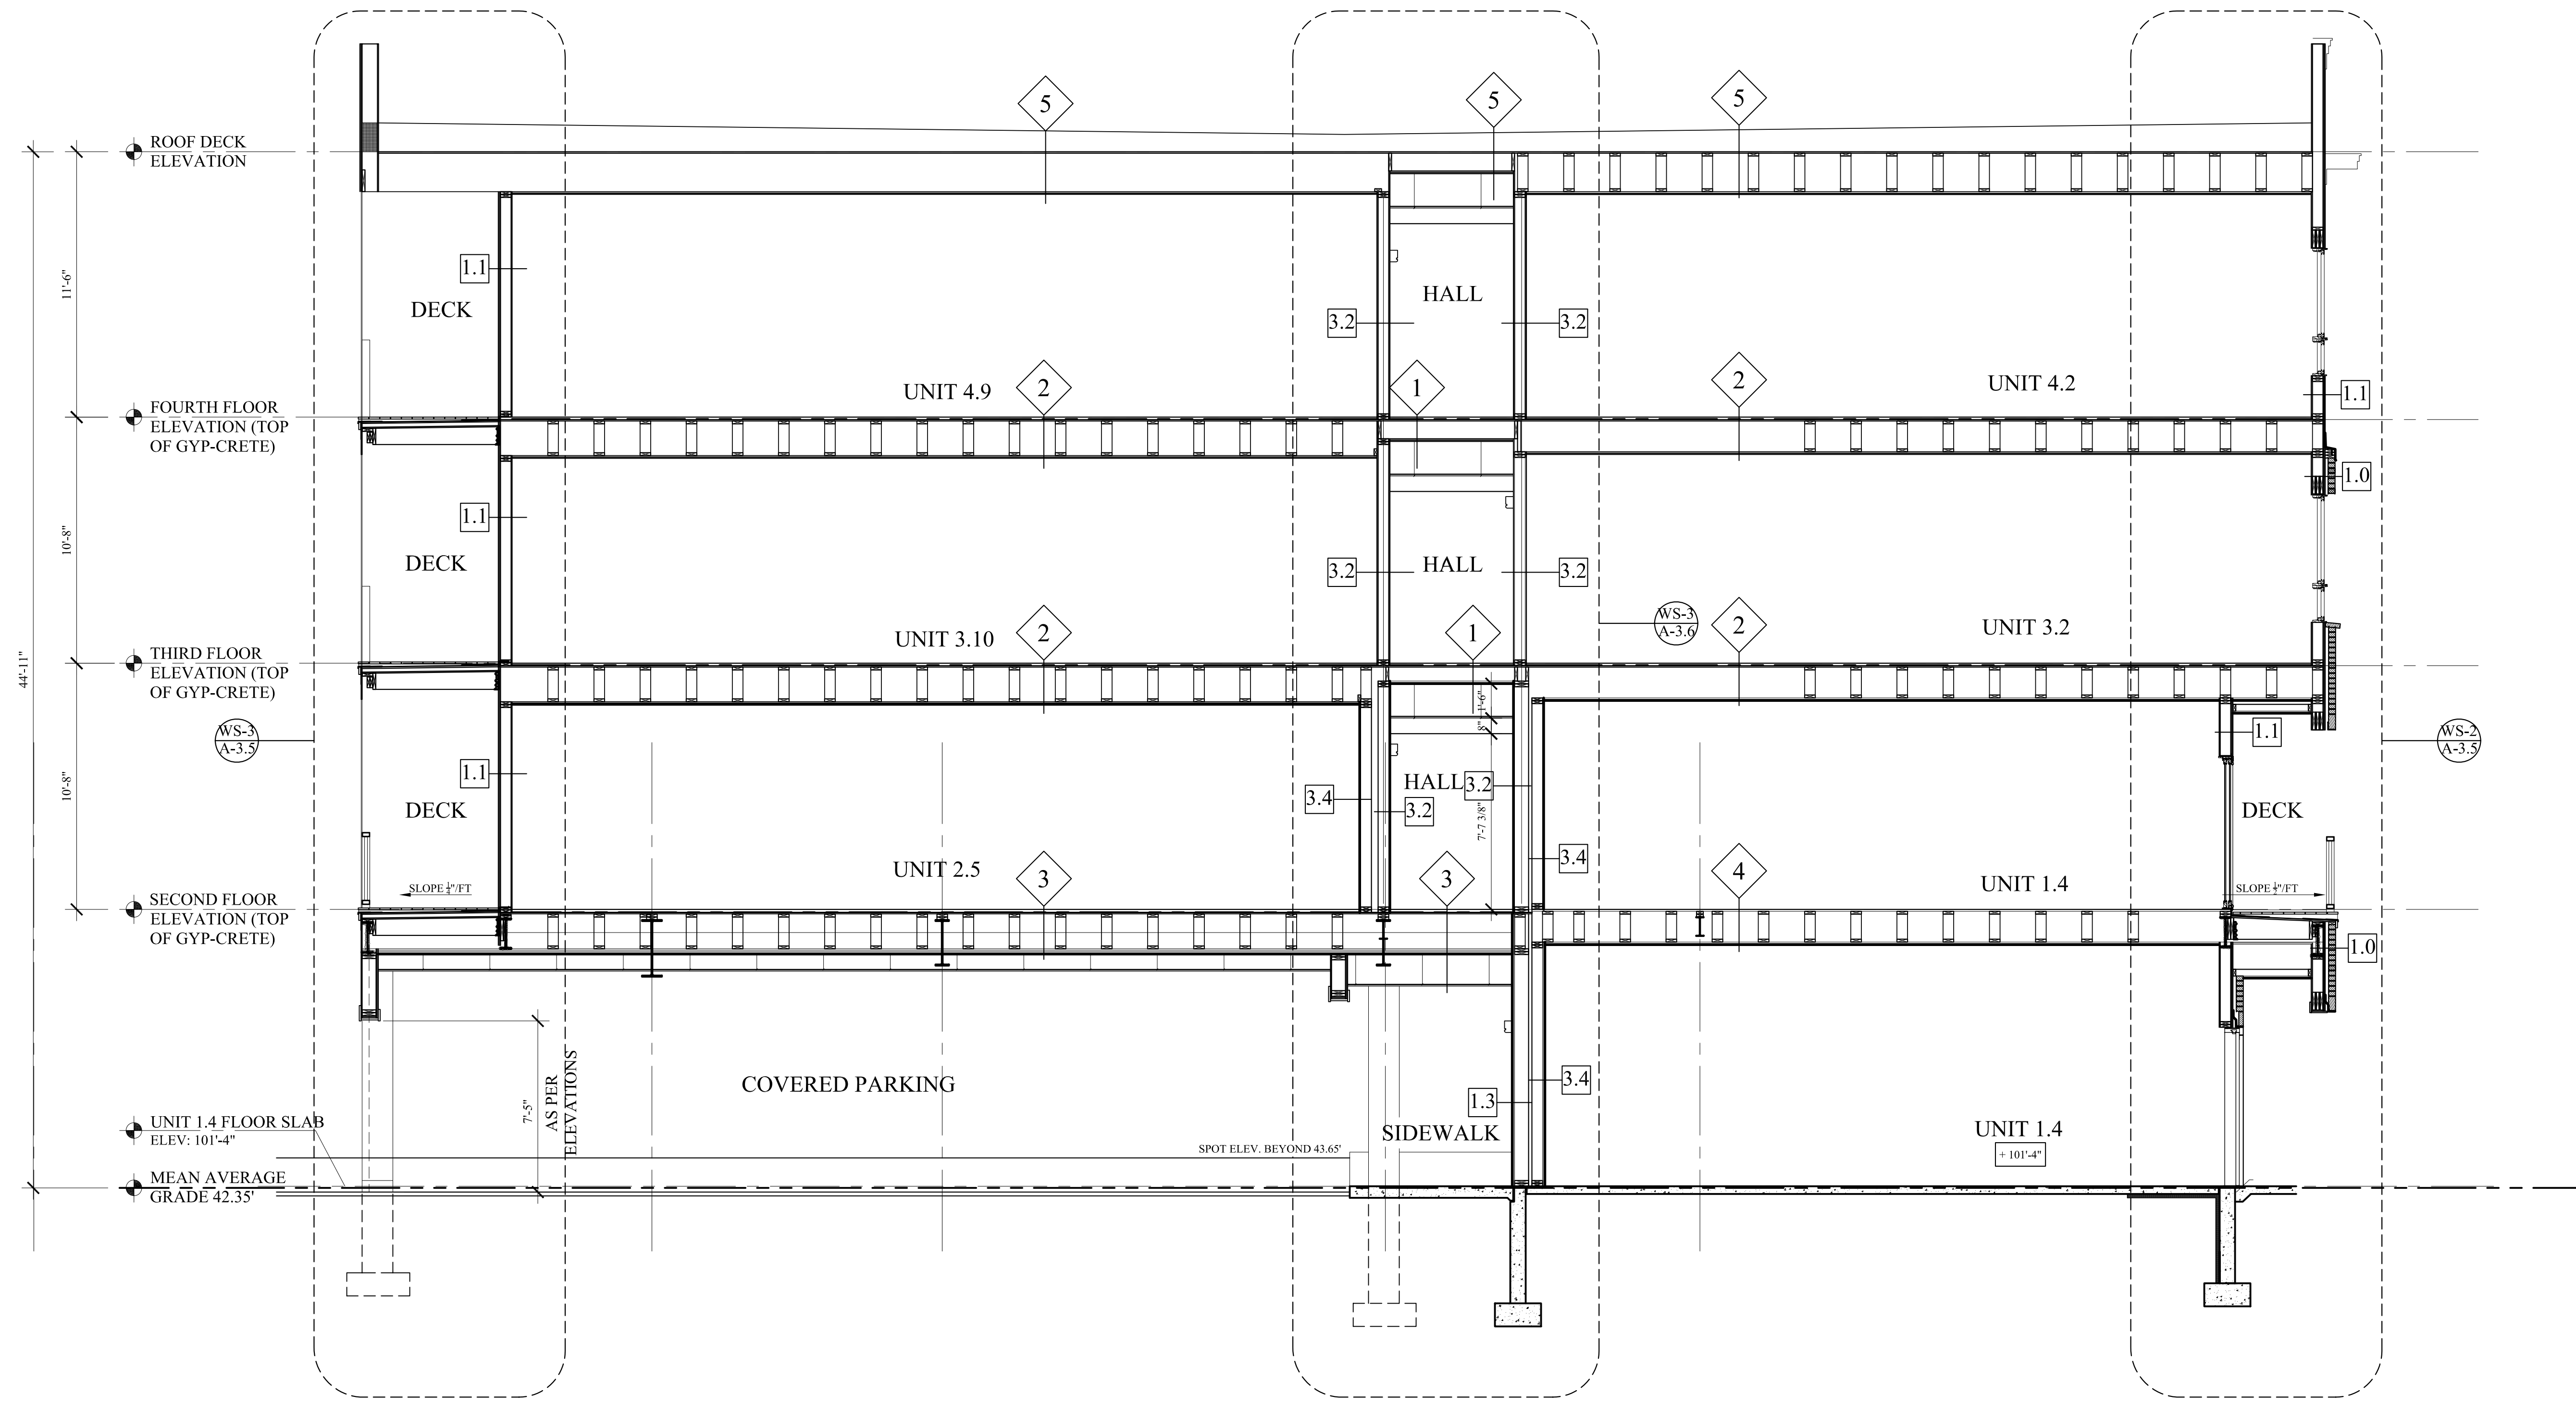 5
5
5
ROOF DECK
ELEVATION
11'-6"
1.1
DECK
HALL
3.2
3.2
UNIT 4.9
2
1
2
UNIT 4.2
1.1
FOURTH FLOOR
ELEVATION (TOP
OF GYP-CRETE)
1.0
10'-8"
1.1
DECK
3.2
HALL
3.2
WS-3
A-3.6
UNIT 3.10
2
1
2
UNIT 3.2
THIRD FLOOR
ELEVATION (TOP
OF GYP-CRETE)
44'-11"
1'-6"
8"
WS-3
A-3.5
1.1
WS-2
A-3.5
10'-8"
1.1
DECK
HALL
3.2
3.4
3.2
7'-7 3/8"
DECK
UNIT 2.5
3
3
3.4
4
UNIT 1.4
SLOPE ¼"/FT
SLOPE ½"/FT
SECOND FLOOR
ELEVATION (TOP
OF GYP-CRETE)
1.0
COVERED PARKING
7'-5"
AS PER
ELEVATIONS
3.4
1.3
SIDEWALK
UNIT 1.4
+ 101'-4"
UNIT 1.4 FLOOR SLAB
ELEV: 101'-4"
SPOT ELEV. BEYOND 43.65'
MEAN AVERAGE
GRADE 42.35'